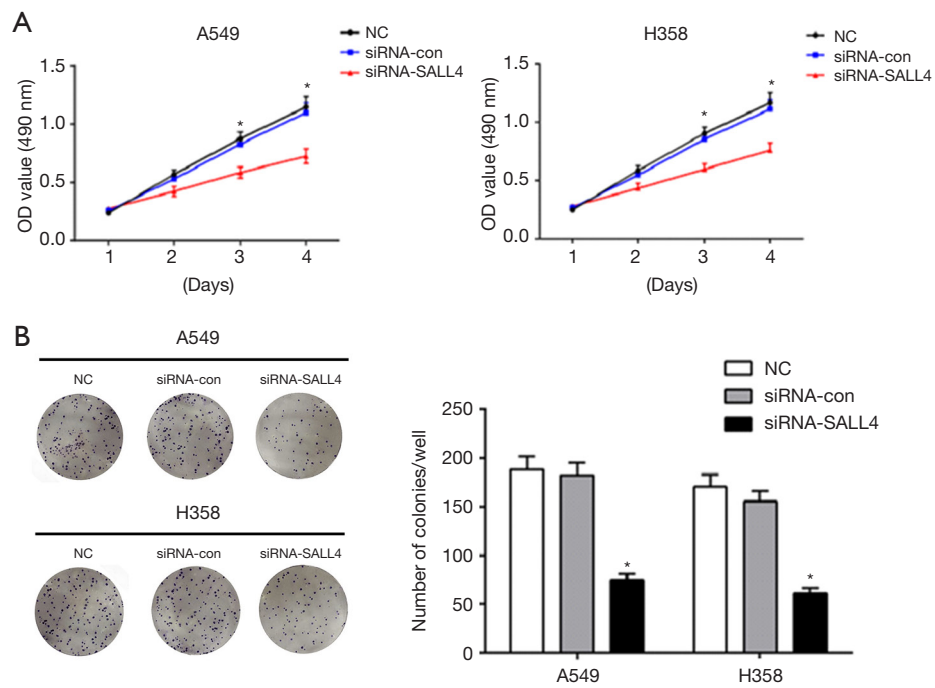 A
A549
NC
siRNA-con
siRNA-SALL4
OD value (490 nm)
1.5
1.0
0.5
0.0
*
*
1 2 3 4
(Days)
H358
NC
siRNA-con
siRNA-SALL4
OD value (490 nm)
1.5
1.0
0.5
0.0
*
*
1 2 3 4
(Days)
B
A549
NC siRNA-con siRNA-SALL4
H358
NC siRNA-con siRNA-SALL4
NC
siRNA-con
siRNA-SALL4
Number of colonies/well
250
200
150
100
50
0
*
*
A549 H358